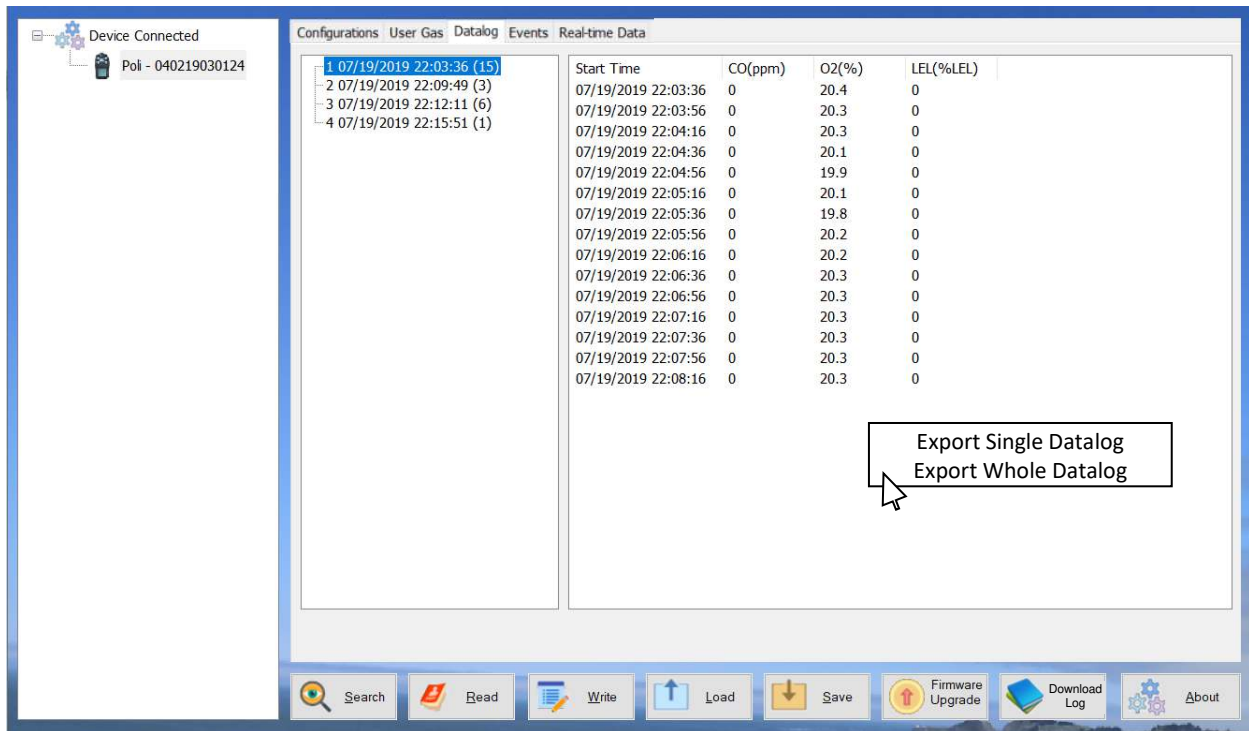 Device Connected
Poli - 040219030124
Configurations User Gas Datalog Events Real-time Data
1 07/19/2019 22:03:36 (15)
2 07/19/2019 22:09:49 (3)
3 07/19/2019 22:12:11 (6)
4 07/19/2019 22:15:51 (1)
Start Time CO(ppm) O2(%) LEL(%LEL)
07/19/2019 22:03:36 0 20.4 0
07/19/2019 22:03:56 0 20.3 0
07/19/2019 22:04:16 0 20.3 0
07/19/2019 22:04:36 0 20.1 0
07/19/2019 22:04:56 0 19.9 0
07/19/2019 22:05:16 0 20.1 0
07/19/2019 22:05:36 0 19.8 0
07/19/2019 22:05:56 0 20.2 0
07/19/2019 22:06:16 0 20.2 0
07/19/2019 22:06:36 0 20.3 0
07/19/2019 22:06:56 0 20.3 0
07/19/2019 22:07:16 0 20.3 0
07/19/2019 22:07:36 0 20.3 0
07/19/2019 22:07:56 0 20.3 0
07/19/2019 22:08:16 0 20.3 0
Export Single Datalog
Export Whole Datalog
Search Read Write Load Save Firmware Upgrade Download Log About